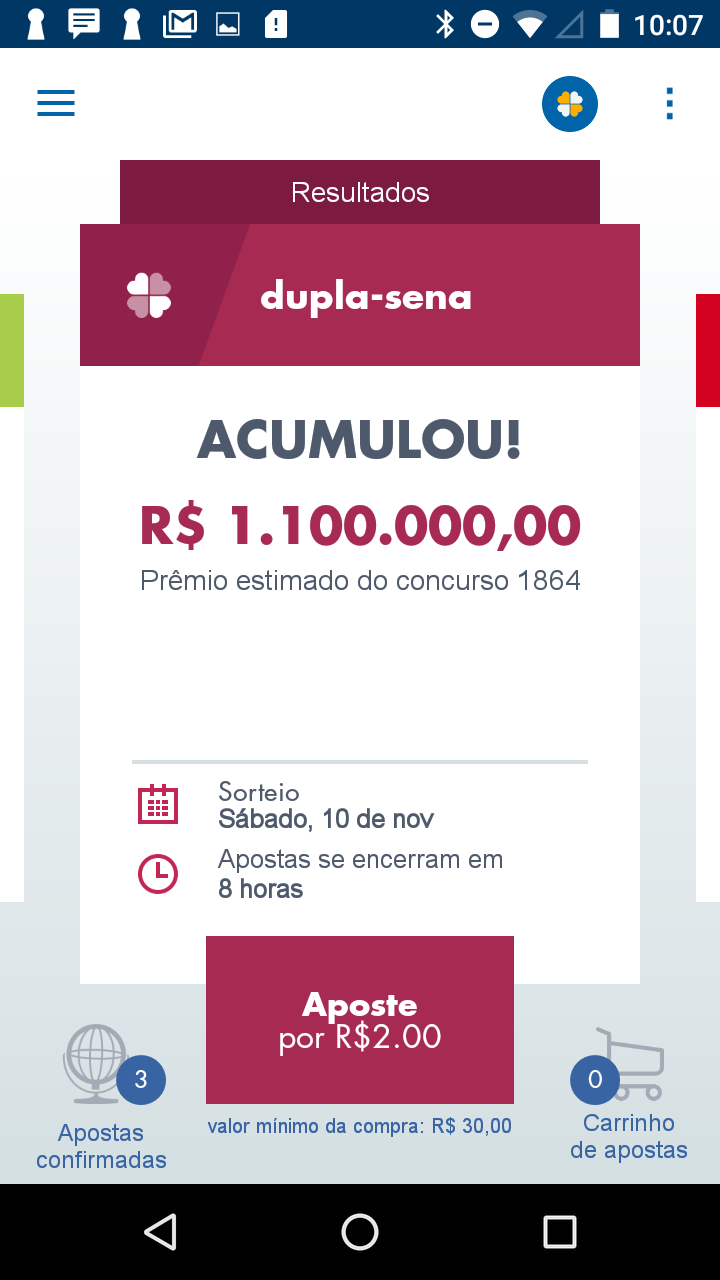 10:07
Resultados
dupla-sena
ACUMULOU!
R$ 1.100.000,00
Prêmio estimado do concurso 1864
Sorteio
Sábado, 10 de nov
Apostas se encerram em
8 horas
Aposte
por R$2.00
3
0
Apostas
confirmadas
valor mínimo da compra: R$ 30,00
Carrinho
de apostas